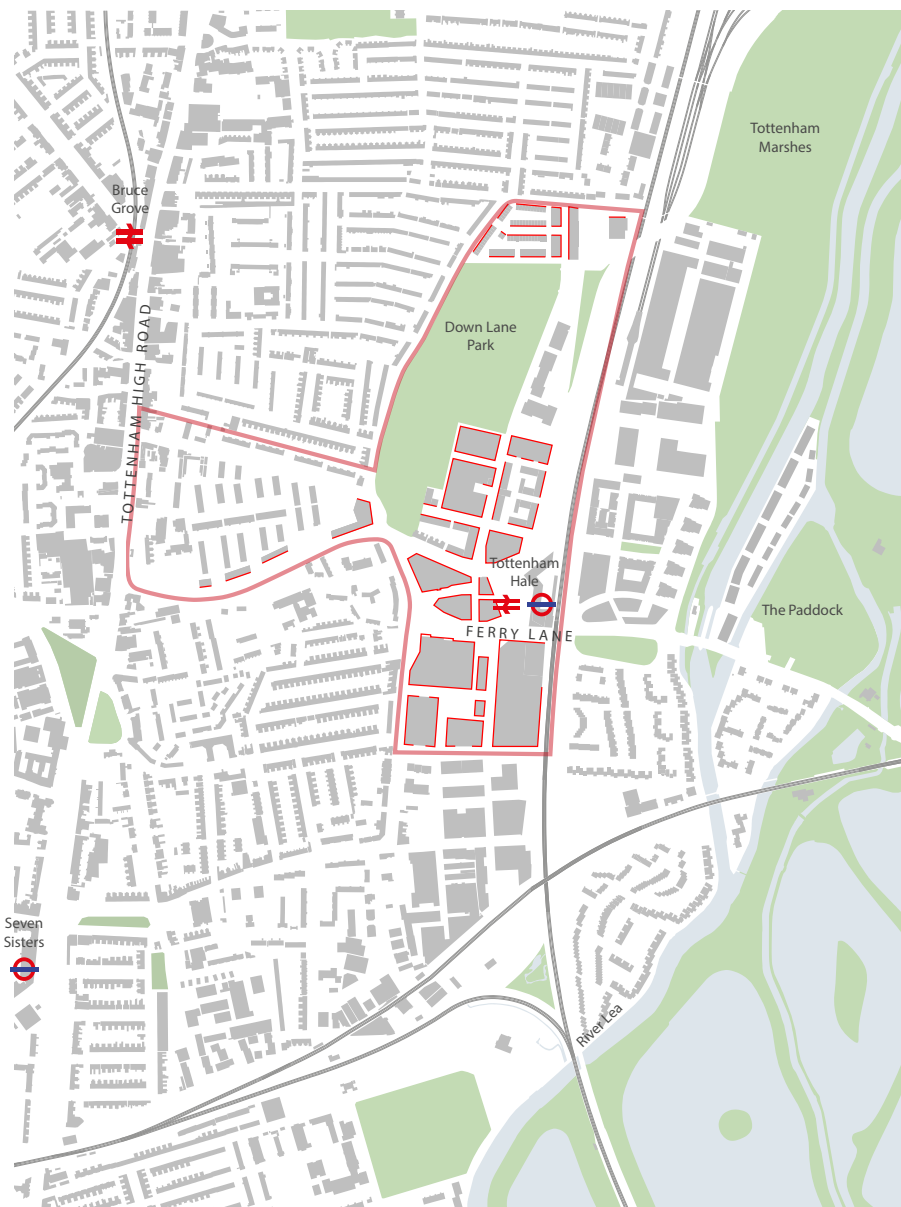 Tottenham
Marshes
Bruce
Grove
TOTTENHAM HIGH ROAD
Down Lane
Park
Tottenham
Hale
The Paddock
FERRY LANE
Seven
Sisters
River Lea